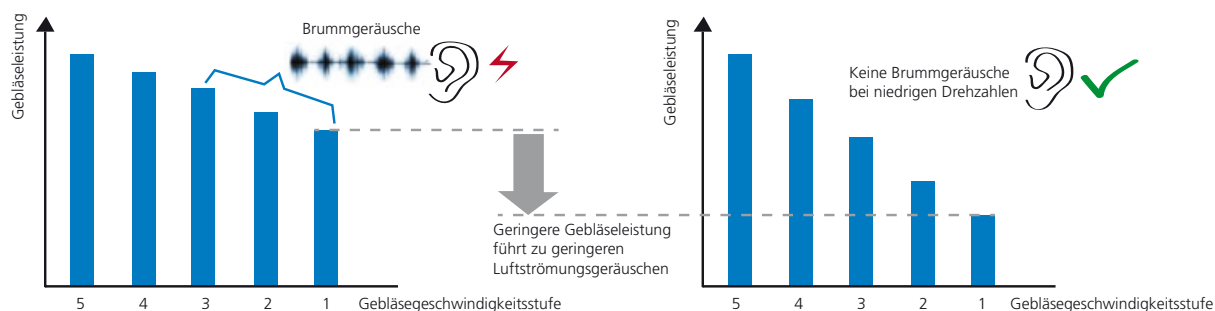 Gebläseleistung
Brummgeräusche
5 4 3 2 1 Gebläsegeschwindigkeitsstufe
Geringere Gebläseleistung
führt zu geringeren
Luftströmungsgeräuschen
Gebläseleistung
Keine Brummgeräusche
bei niedrigen Drehzahlen
5 4 3 2 1 Gebläsegeschwindigkeitsstufe